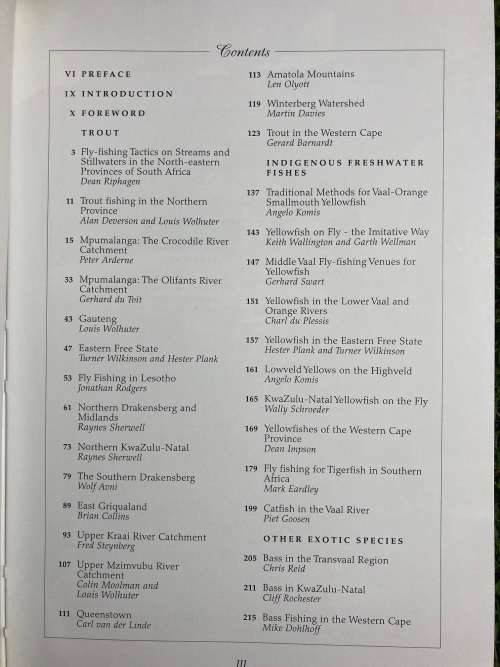 Contents
VI PREFACE
IX INTRODUCTION
X FOREWORD
TROUT
3 Fly-fishing Tactics on Streams and
Stillwaters in the North-eastern
Provinces of South Africa
Dean Riphagen
11 Trout fishing in the Northern
Province
Alan Deverson and Louis Wolhuter
15 Mpumalanga: The Crocodile River
Catchment
Peter Arderne
33 Mpumalanga: The Olifants River
Catchment
Gerhard du Toit
43 Gauteng
Louis Wolhuter
47 Eastern Free State
Turner Wilkinson and Hester Plank
53 Fly Fishing in Lesotho
Jonathan Rodgers
61 Northern Drakensberg and
Midlands
Raynes Sherwell
73 Northern KwaZulu-Natal
Raynes Sherwell
79 The Southern Drakensberg
Wolf Avni
89 East Griqualand
Brian Collins
93 Upper Kraai River Catchment
Fred Steynberg
107 Upper Mzimvubu River
Catchment
Colin Moolman and
Louis Wolhuter
111 Queenstown
Carl van der Linde
113 Amatola Mountains
Len Olyott
119 Winterberg Watershed
Martin Davies
123 Trout in the Western Cape
Gerard Barnardt
INDIGENOUS FRESHWATER
FISHES
137 Traditional Methods for Vaal-Orange
Smallmouth Yellowfish
Angelo Komis
143 Yellowfish on Fly - the Imitative Way
Keith Wallington and Garth Wellman
147 Middle Vaal Fly-fishing Venues for
Yellowfish
Gerhard Swart
151 Yellowfish in the Lower Vaal and
Orange Rivers
Charl du Plessis
157 Yellowfish in the Eastern Free State
Hester Plank and Turner Wilkinson
161 Lowveld Yellows on the Highveld
Angelo Komis
165 KwaZulu-Natal Yellowfish on the Fly
Wally Schroeder
169 Yellowfishes of the Western Cape
Province
Dean Impson
179 Fly fishing for Tigerfish in Southern
Africa
Mark Eardley
199 Catfish in the Vaal River
Piet Goosen
OTHER EXOTIC SPECIES
205 Bass in the Transvaal Region
Chris Reid
211 Bass in KwaZulu-Natal
Cliff Rochester
215 Bass Fishing in the Western Cape
Mike Dohlhoff
III